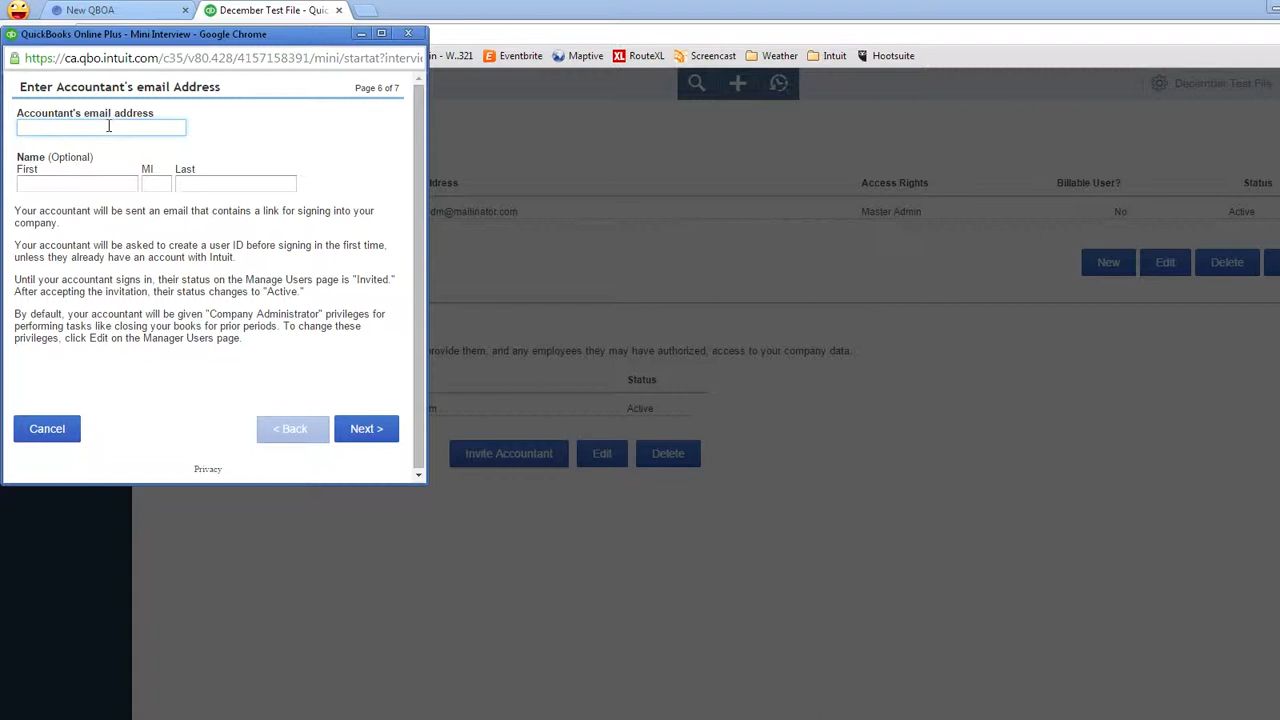 New QBOA
December Test File - Quic
QuickBooks Online Plus - Mini Interview - Google Chrome
https://ca.qbo.intuit.com/c35/v80.428/4157158391/mini/startat?intervi
n - W..321
Eventbrite
Maptive
RouteXL
Screencast
Weather
Intuit
Hootsuite
Enter Accountant's email Address
Page 6 of 7
December Test File
Accountant's email address
Name (Optional)
First MI Last
Your accountant will be sent an email that contains a link for signing into your
company.
Your accountant will be asked to create a user ID before signing in the first time,
unless they already have an account with Intuit.
Until your accountant signs in, their status on the Manage Users page is "Invited."
After accepting the invitation, their status changes to "Active."
By default, your accountant will be given "Company Administrator" privileges for
performing tasks like closing your books for prior periods. To change these
privileges, click Edit on the Manager Users page.
Cancel
< Back
Next >
Privacy
ddress Access Rights Billable User? Status
dm@mailinator.com Master Admin No Active
New Edit Delete
provide them, and any employees they may have authorized, access to your company data.
Status
m Active
Invite Accountant Edit Delete